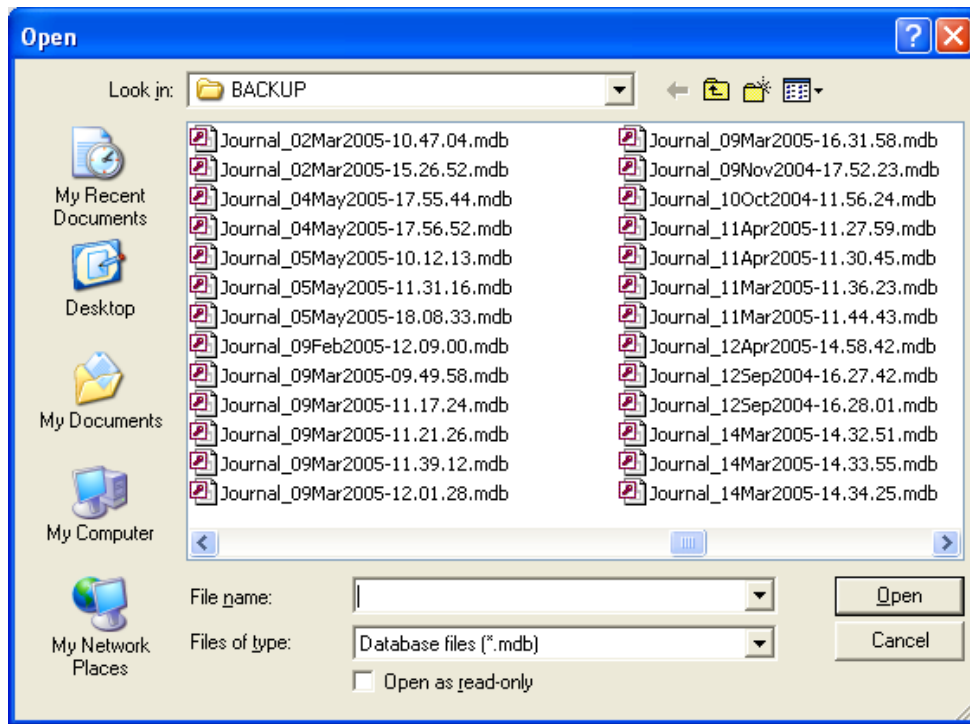 Open
Look in:
BACKUP
My Recent
Documents
Desktop
My Documents
My Computer
My Network
Places
Journal_02Mar2005-10.47.04.mdb
Journal_02Mar2005-15.26.52.mdb
Journal_04May2005-17.55.44.mdb
Journal_04May2005-17.56.52.mdb
Journal_05May2005-10.12.13.mdb
Journal_05May2005-11.31.16.mdb
Journal_05May2005-18.08.33.mdb
Journal_09Feb2005-12.09.00.mdb
Journal_09Mar2005-09.49.58.mdb
Journal_09Mar2005-11.17.24.mdb
Journal_09Mar2005-11.21.26.mdb
Journal_09Mar2005-11.39.12.mdb
Journal_09Mar2005-12.01.28.mdb
Journal_09Mar2005-16.31.58.mdb
Journal_09Nov2004-17.52.23.mdb
Journal_10Oct2004-11.56.24.mdb
Journal_11Apr2005-11.27.59.mdb
Journal_11Apr2005-11.30.45.mdb
Journal_11Mar2005-11.36.23.mdb
Journal_11Mar2005-11.44.43.mdb
Journal_12Apr2005-14.58.42.mdb
Journal_12Sep2004-16.27.42.mdb
Journal_12Sep2004-16.28.01.mdb
Journal_14Mar2005-14.32.51.mdb
Journal_14Mar2005-14.33.55.mdb
Journal_14Mar2005-14.34.25.mdb
File name:
Open
Files of type:
Database files (*.mdb)
Cancel
Open as read-only